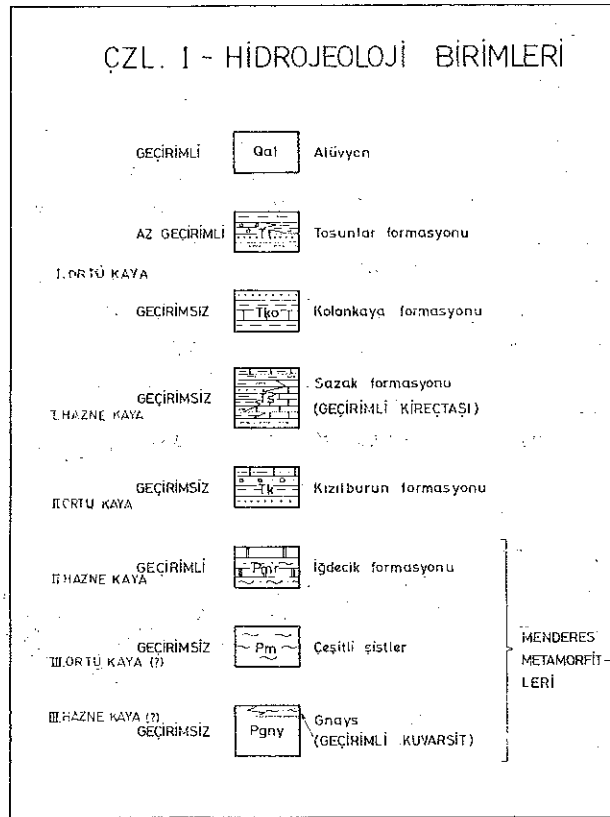 ÇZL. I - HİDROJEOLOJİ BİRİMLERİ
GEÇİRİMLİ Qal Alüvyon
AZ GEÇİRİMLİ Tt Tosunlar formasyonu
I.ÖRTÜ KAYA
GEÇİRİMSİZ Tko Kolonkaya formasyonu
GEÇİRİMSİZ Ts Sazak formasyonu
I.HAZNE KAYA (GEÇİRİMLİ KİREÇTAŞI)
GEÇİRİMSİZ Tk Kızılburun formasyonu
II.ÖRTÜ KAYA
GEÇİRİMLİ Pmr İğdecik formasyonu
II.HAZNE KAYA
MENDERES
METAMORFİT-
LERİ
GEÇİRİMSİZ Pm Çeşitli şistler
III.ÖRTÜ KAYA (?)
III.HAZNE KAYA (?) Gnays
GEÇİRİMSİZ Pgny (GEÇİRİMLİ KUVARSİT)